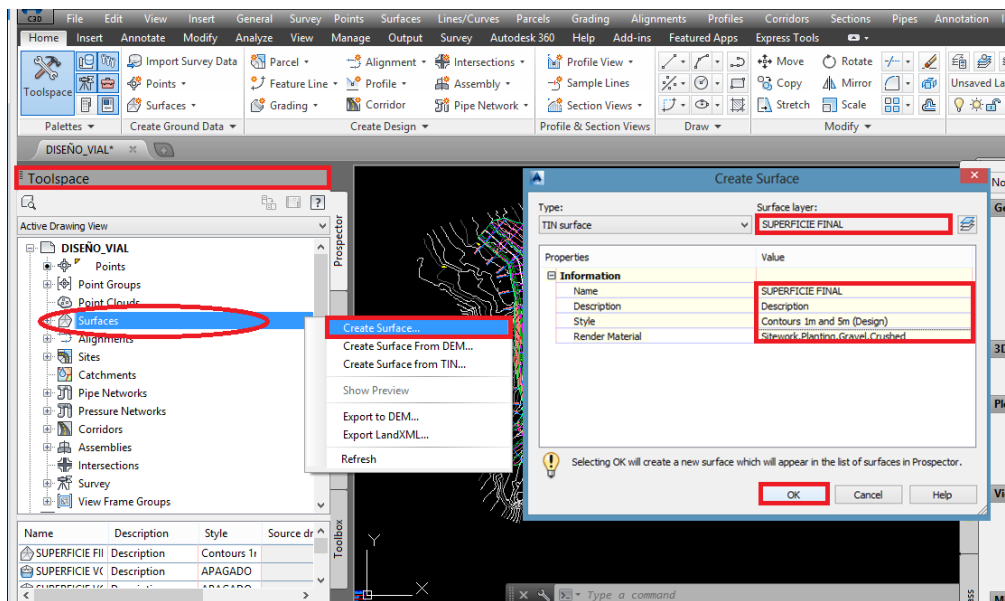 C3D File Edit View Insert General Survey Points Surfaces Lines/Curves Parcels Grading Alignments Profiles Corridors Sections Pipes Annotation
Home Insert Annotate Modify Analyze View Manage Output Survey Autodesk 360 Help Add-ins Featured Apps Express Tools
Import Survey Data Parcel Alignment Intersections Profile View Move Rotate
Toolspace Points Feature Line Profile Assembly Sample Lines Copy Mirror Unsaved La
Surfaces Grading Corridor Pipe Network Section Views Stretch Scale
Palettes Create Ground Data Create Design Profile & Section Views Draw Modify
DISEÑO_VIAL*
Toolspace
Active Drawing View
Prospector
DISEÑO_VIAL
Points
Point Groups
Point Clouds
Surfaces
Alignments
Sites
Catchments
Pipe Networks
Pressure Networks
Corridors
Assemblies
Intersections
Survey
View Frame Groups
Create Surface...
Create Surface From DEM...
Create Surface from TIN...
Show Preview
Export to DEM...
Export LandXML...
Refresh
Create Surface
Type: Surface layer:
TIN surface SUPERFICIE FINAL
Properties Value
Information
Name SUPERFICIE FINAL
Description Description
Style Contours 1m and 5m (Design)
Render Material Sitework.Planting.Gravel.Crushed
Selecting OK will create a new surface which will appear in the list of surfaces in Prospector.
OK Cancel Help
No
Ge
3D
Vi
Name Description Style Source dr
SUPERFICIE FII Description Contours 1r
SUPERFICIE V( Description APAGADO
Toolbox
Y
X
Type a command